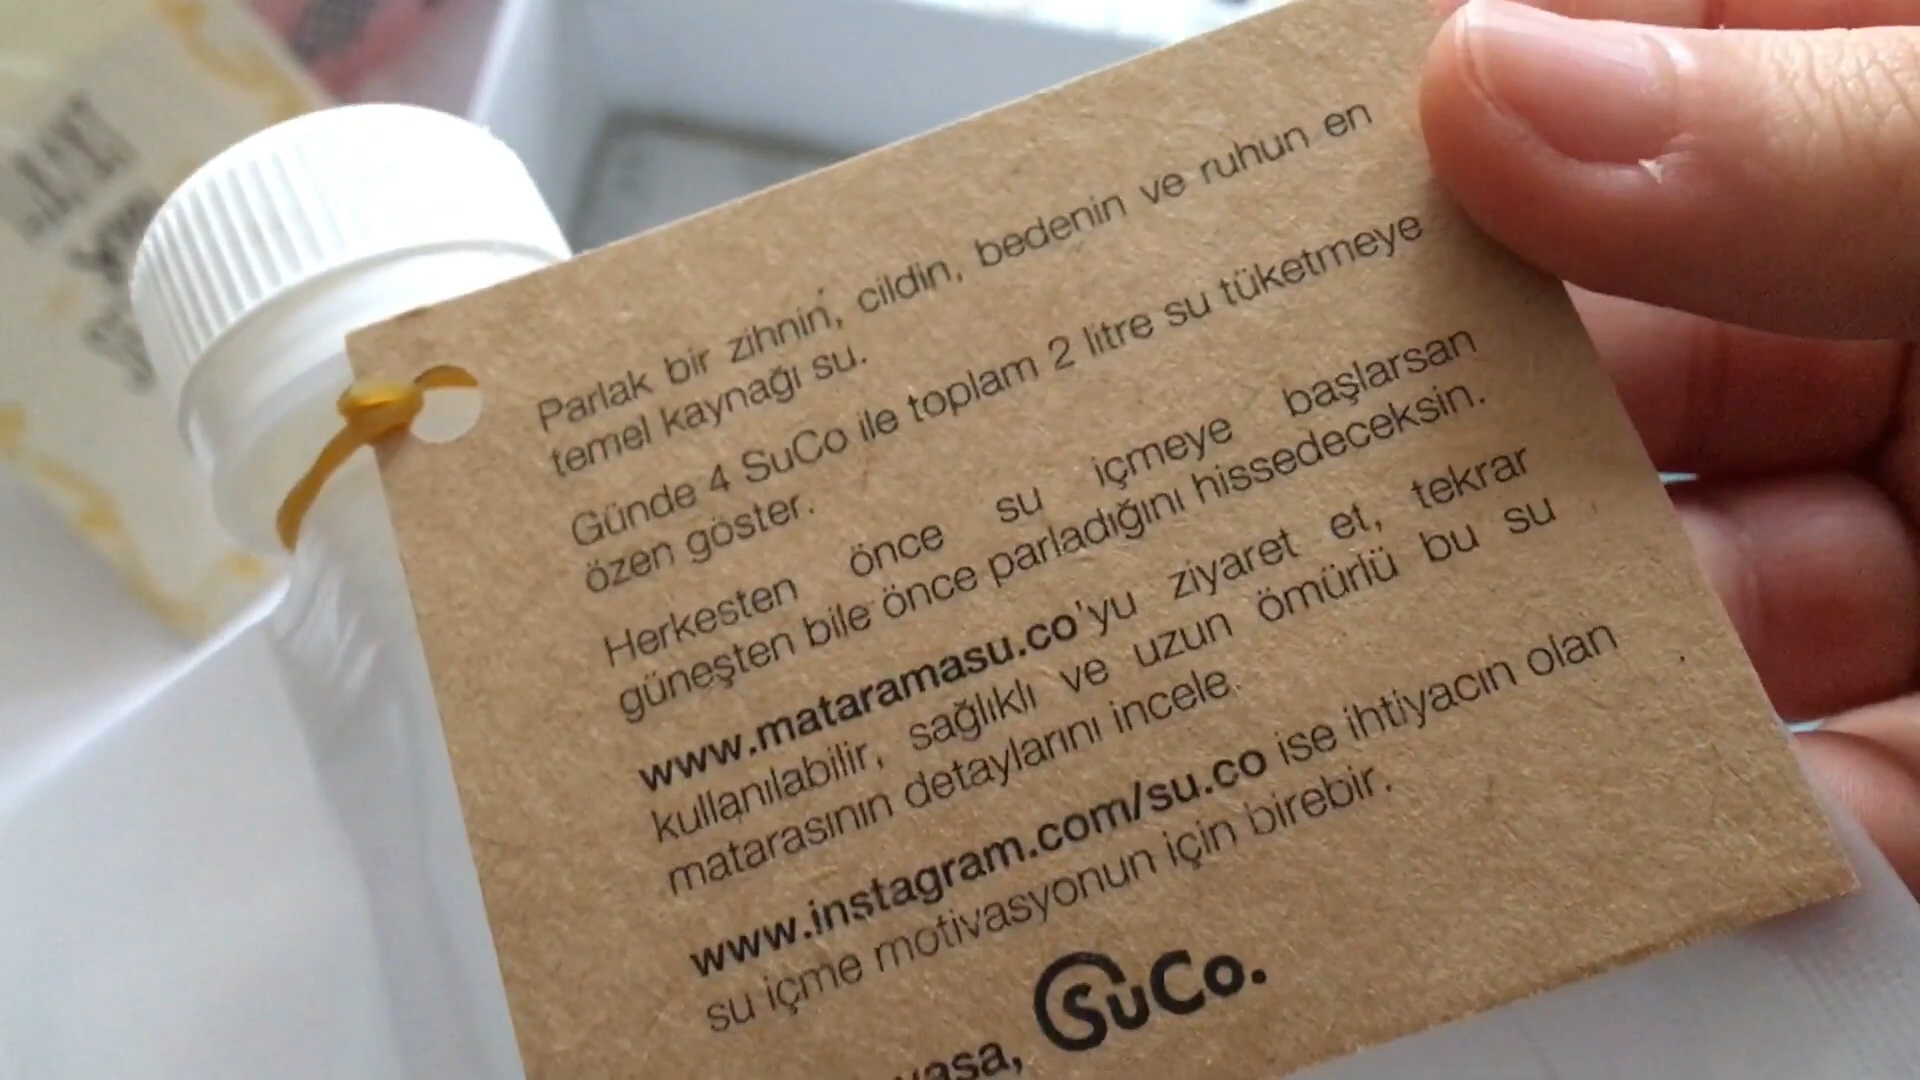 Parlak bir zihnin, cildin, bedenin ve ruhun en
temel kaynağı su.
Günde 4 SuCo ile toplam 2 litre su tüketmeye
özen göster.
Herkesten önce su içmeye başlarsan
güneşten bile önce parladığını hissedeceksin.
www.mataramasu.co'yu ziyaret et, tekrar
kullanılabilir, sağlıklı ve uzun ömürlü bu su
matarasının detaylarını incele.
www.instagram.com/su.co ise ihtiyacın olan
su içme motivasyonun için birebir.
SuCo.